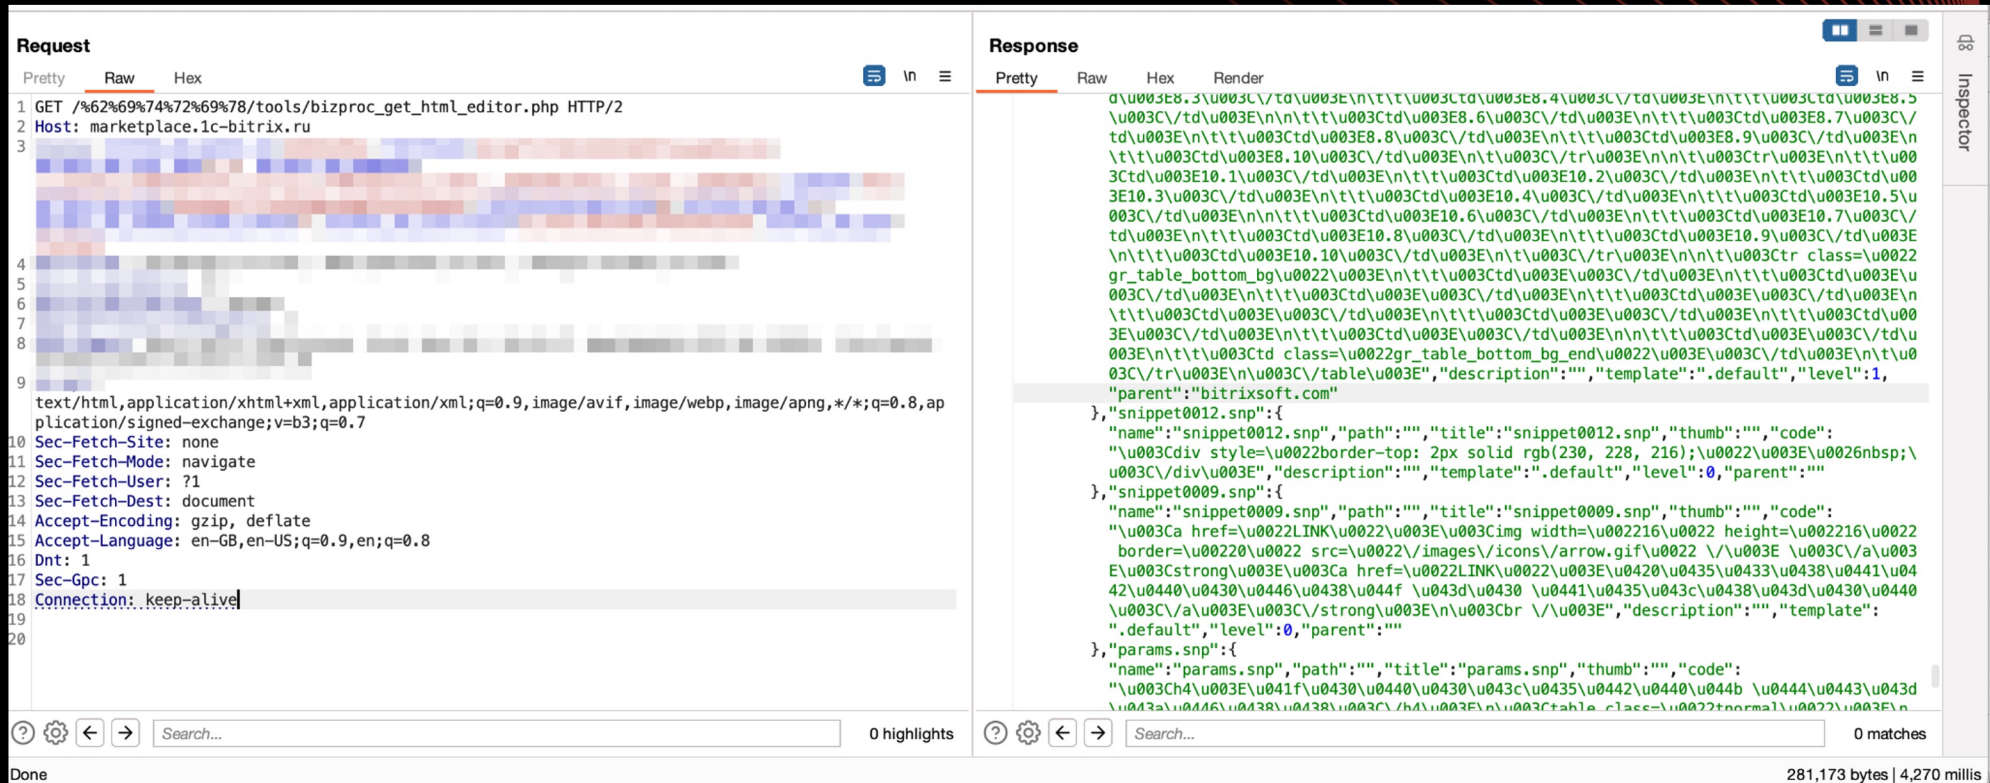 Request
Pretty Raw Hex \n
1 GET /%62%69%74%72%69%78/tools/bizproc_get_html_editor.php HTTP/2
2 Host: marketplace.1c-bitrix.ru
3
4
5
6
7
8
9
text/html,application/xhtml+xml,application/xml;q=0.9,image/avif,image/webp,image/apng,*/*;q=0.8,ap
plication/signed-exchange;v=b3;q=0.7
10 Sec-Fetch-Site: none
11 Sec-Fetch-Mode: navigate
12 Sec-Fetch-User: ?1
13 Sec-Fetch-Dest: document
14 Accept-Encoding: gzip, deflate
15 Accept-Language: en-GB,en-US;q=0.9,en;q=0.8
16 Dnt: 1
17 Sec-Gpc: 1
18 Connection: keep-alive
19
20
Search... 0 highlights
Done
Response
Pretty Raw Hex Render \n
d\u003E8.3\u003C\/td\u003E\n\t\t\u003Ctd\u003E8.4\u003C\/td\u003E\n\t\t\u003Ctd\u003E8.5
\u003C\/td\u003E\n\n\t\t\u003Ctd\u003E8.6\u003C\/td\u003E\n\t\t\u003Ctd\u003E8.7\u003C\/
td\u003E\n\t\t\u003Ctd\u003E8.8\u003C\/td\u003E\n\t\t\u003Ctd\u003E8.9\u003C\/td\u003E\n
\t\t\u003Ctd\u003E8.10\u003C\/td\u003E\n\t\u003C\/tr\u003E\n\n\t\u003Ctr\u003E\n\t\t\u00
3Ctd\u003E10.1\u003C\/td\u003E\n\t\t\u003Ctd\u003E10.2\u003C\/td\u003E\n\t\t\u003Ctd\u00
3E10.3\u003C\/td\u003E\n\t\t\u003Ctd\u003E10.4\u003C\/td\u003E\n\t\t\u003Ctd\u003E10.5\u
003C\/td\u003E\n\n\t\t\u003Ctd\u003E10.6\u003C\/td\u003E\n\t\t\u003Ctd\u003E10.7\u003C\/
td\u003E\n\t\t\u003Ctd\u003E10.8\u003C\/td\u003E\n\t\t\u003Ctd\u003E10.9\u003C\/td\u003E
\n\t\t\u003Ctd\u003E10.10\u003C\/td\u003E\n\t\u003C\/tr\u003E\n\n\t\u003Ctr class=\u0022
gr_table_bottom_bg\u0022\u003E\n\t\t\u003Ctd\u003E\u003C\/td\u003E\n\t\t\u003Ctd\u003E\u
003C\/td\u003E\n\t\t\u003Ctd\u003E\u003C\/td\u003E\n\t\t\u003Ctd\u003E\u003C\/td\u003E\n
\t\t\u003Ctd\u003E\u003C\/td\u003E\n\t\t\u003Ctd\u003E\u003C\/td\u003E\n\t\t\u003Ctd\u00
3E\u003C\/td\u003E\n\t\t\u003Ctd\u003E\u003C\/td\u003E\n\n\t\t\u003Ctd\u003E\u003C\/td\u
003E\n\t\t\u003Ctd class=\u0022gr_table_bottom_bg_end\u0022\u003E\u003C\/td\u003E\n\t\u0
03C\/tr\u003E\n\u003C\/table\u003E","description":"","template":".default","level":1,
"parent":"bitrixsoft.com"
},"snippet0012.snp":{
"name":"snippet0012.snp","path":"","title":"snippet0012.snp","thumb":"","code":
"\u003Cdiv style=\u0022border-top: 2px solid rgb(230, 228, 216);\u0022\u003E\u0026nbsp;\
u003C\/div\u003E","description":"","template":".default","level":0,"parent":""
},"snippet0009.snp":{
"name":"snippet0009.snp","path":"","title":"snippet0009.snp","thumb":"","code":
"\u003Ca href=\u0022LINK\u0022\u003E\u003Cimg width=\u002216\u0022 height=\u002216\u0022
border=\u00220\u0022 src=\u0022\/images\/icons\/arrow.gif\u0022 \/\u003E \u003C\/a\u003
E\u003Cstrong\u003E\u003Ca href=\u0022LINK\u0022\u003E\u0420\u0435\u0433\u0438\u0441\u04
42\u0440\u0430\u0446\u0438\u044f \u043d\u0430 \u0441\u0435\u043c\u0438\u043d\u0430\u0440
\u003C\/a\u003E\u003C\/strong\u003E\n\u003Cbr \/\u003E","description":"","template":
".default","level":0,"parent":""
},"params.snp":{
"name":"params.snp","path":"","title":"params.snp","thumb":"","code":
"\u003Ch4\u003E\u041f\u0430\u0440\u0430\u043c\u0435\u0442\u0440\u044b \u0444\u0443\u043d
\u043a\u0446\u0438\u0438\u003C\/h4\u003E\n\u003Ctable class=\u0022tnormal\u0022\u003E\n
Search... 0 matches
281,173 bytes | 4,270 millis
Inspector